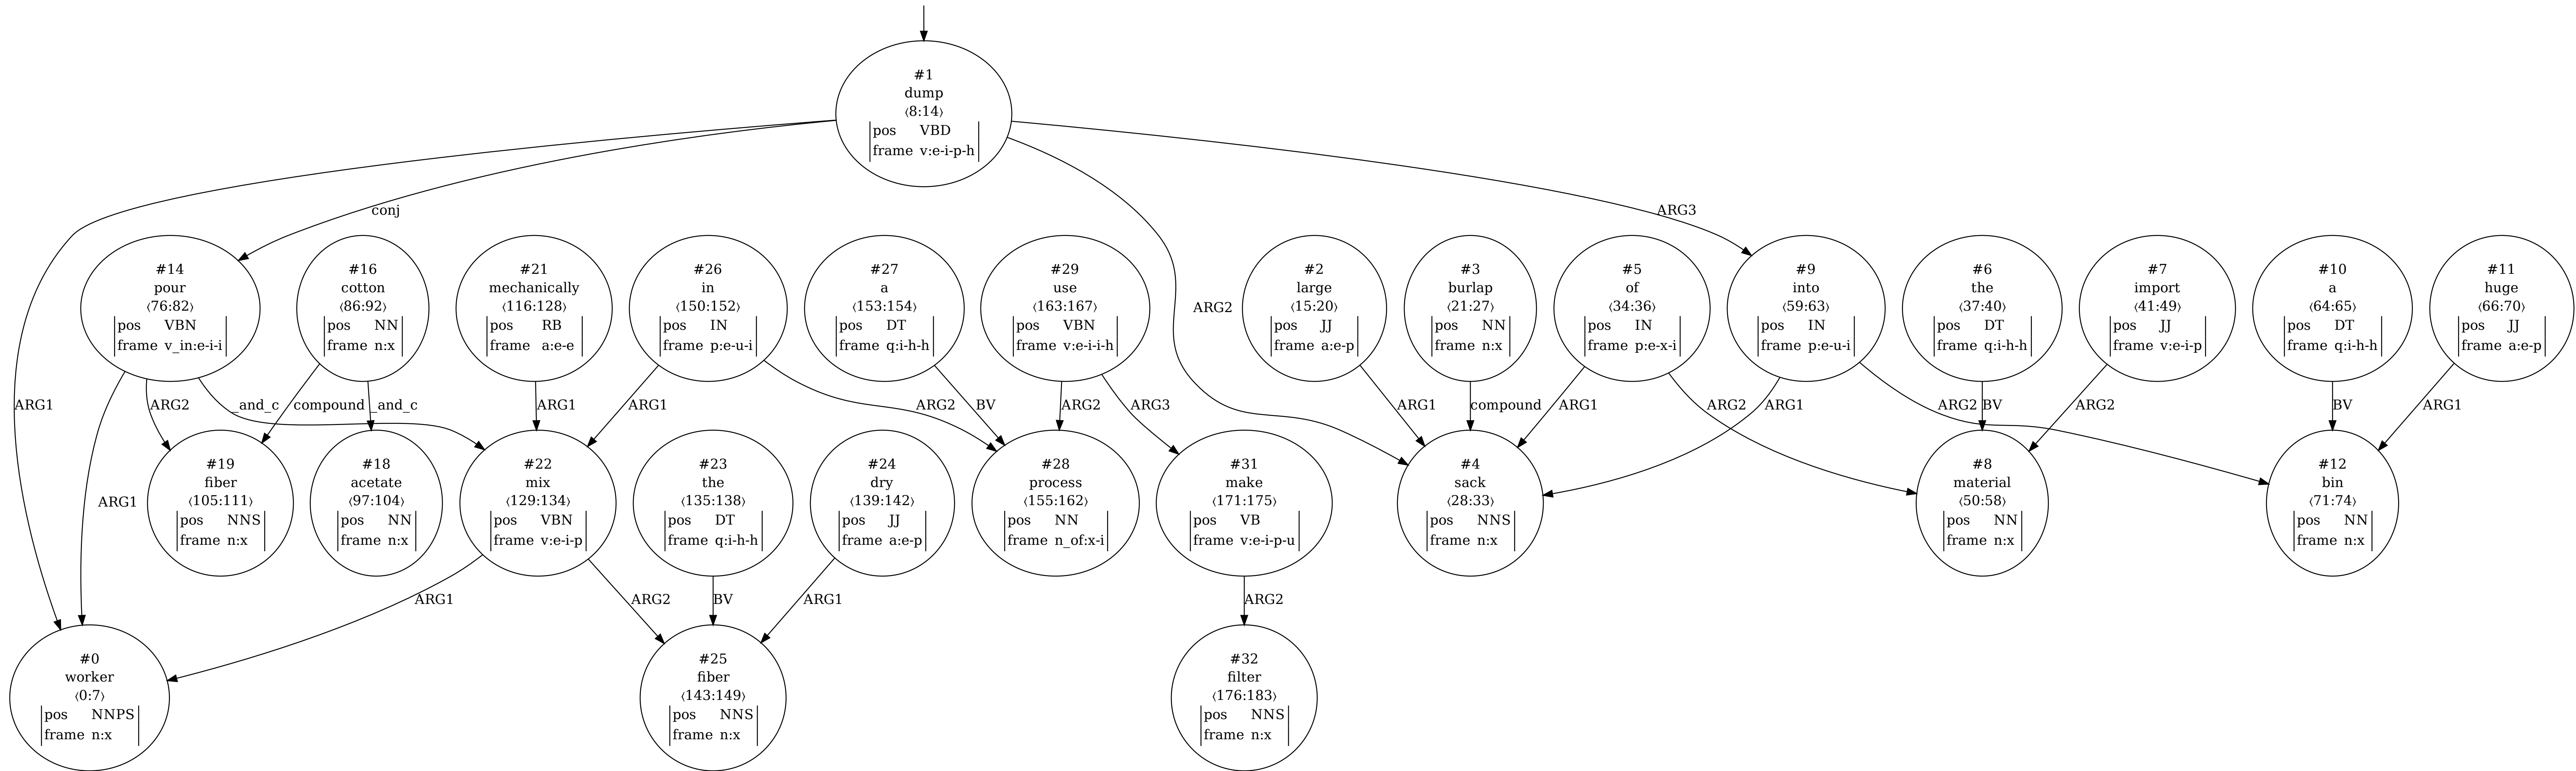 #1
dump
⟨8:14⟩
pos VBD
frame v:e-i-p-h
conj
ARG3
#14
pour
⟨76:82⟩
pos VBN
frame v_in:e-i-i
#16
cotton
⟨86:92⟩
pos NN
frame n:x
#21
mechanically
⟨116:128⟩
pos RB
frame a:e-e
#26
in
⟨150:152⟩
pos IN
frame p:e-u-i
#27
a
⟨153:154⟩
pos DT
frame q:i-h-h
#29
use
⟨163:167⟩
pos VBN
frame v:e-i-i-h
ARG2
#2
large
⟨15:20⟩
pos JJ
frame a:e-p
#3
burlap
⟨21:27⟩
pos NN
frame n:x
#5
of
⟨34:36⟩
pos IN
frame p:e-x-i
#9
into
⟨59:63⟩
pos IN
frame p:e-u-i
#6
the
⟨37:40⟩
pos DT
frame q:i-h-h
#7
import
⟨41:49⟩
pos JJ
frame v:e-i-p
#10
a
⟨64:65⟩
pos DT
frame q:i-h-h
#11
huge
⟨66:70⟩
pos JJ
frame a:e-p
ARG1 ARG2 _and_c compound _and_c ARG1 ARG1 ARG2 BV ARG2 ARG3 ARG1 compound ARG1 ARG2 ARG1 ARG2 BV ARG2 BV ARG1
ARG1
#19
fiber
⟨105:111⟩
pos NNS
frame n:x
#18
acetate
⟨97:104⟩
pos NN
frame n:x
#22
mix
⟨129:134⟩
pos VBN
frame v:e-i-p
#23
the
⟨135:138⟩
pos DT
frame q:i-h-h
#24
dry
⟨139:142⟩
pos JJ
frame a:e-p
#28
process
⟨155:162⟩
pos NN
frame n_of:x-i
#31
make
⟨171:175⟩
pos VB
frame v:e-i-p-u
#4
sack
⟨28:33⟩
pos NNS
frame n:x
#8
material
⟨50:58⟩
pos NN
frame n:x
#12
bin
⟨71:74⟩
pos NN
frame n:x
ARG1 ARG2 BV ARG1 ARG2
#0
worker
⟨0:7⟩
pos NNPS
frame n:x
#25
fiber
⟨143:149⟩
pos NNS
frame n:x
#32
filter
⟨176:183⟩
pos NNS
frame n:x